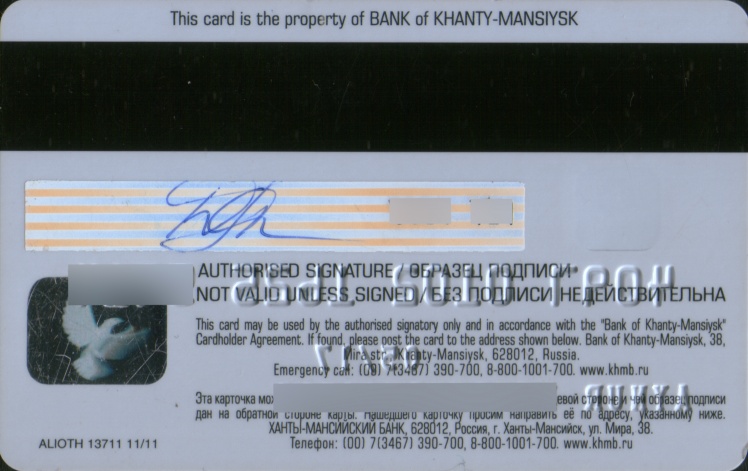 This card is the property of BANK of KHANTY-MANSIYSK
AUTHORISED SIGNATURE / ОБРАЗЕЦ ПОДПИСИ
NOT VALID UNLESS SIGNED / БЕЗ ПОДПИСИ НЕДЕЙСТВИТЕЛЬНА
This card may be used by the authorised signatory only and in accordance with the "Bank of Khanty-Mansiysk"
Cardholder Agreement. If found, please post the card to the address shown below. Bank of Khanty-Mansiysk, 38,
Mira str., Khanty-Mansiysk, 628012, Russia.
Emergency call: (00) 7(3467) 390-700, 8-800-1001-700. www.khmb.ru
Эта карточка евой стороне и чей образец подписи
дан на обратной стороне карты. Нашедшего карточку просим направить её по адресу, указанному ниже.
ХАНТЫ-МАНСИЙСКИЙ БАНК, 628012, Россия, г. Ханты-Мансийск, ул. Мира, 38.
ALIOTH 13711 11/11
Телефон: (00) 7(3467) 390-700, 8-800-1001-700. www.khmb.ru